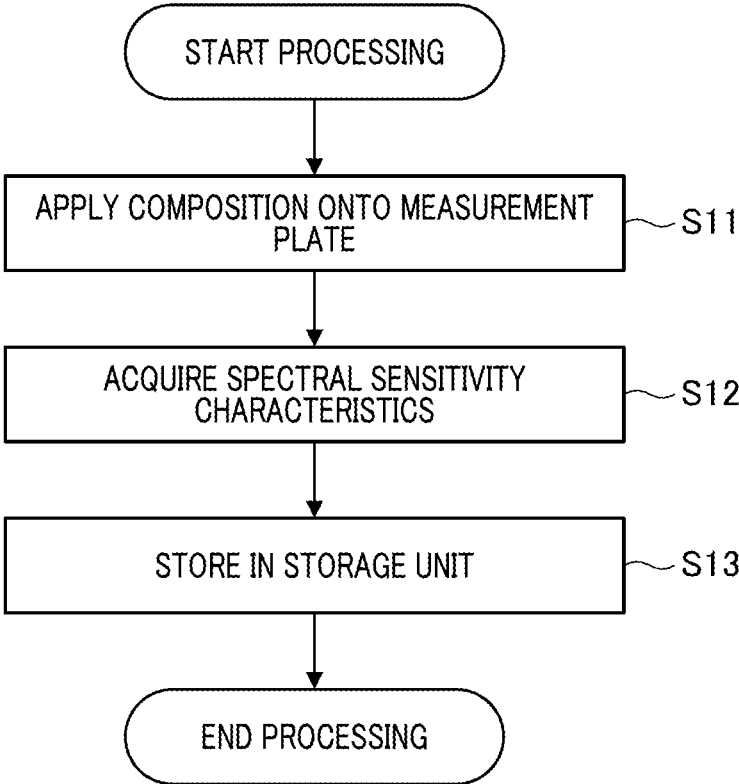 START PROCESSING
APPLY COMPOSITION ONTO MEASUREMENT
PLATE
S11
ACQUIRE SPECTRAL SENSITIVITY
CHARACTERISTICS
S12
STORE IN STORAGE UNIT
S13
END PROCESSING